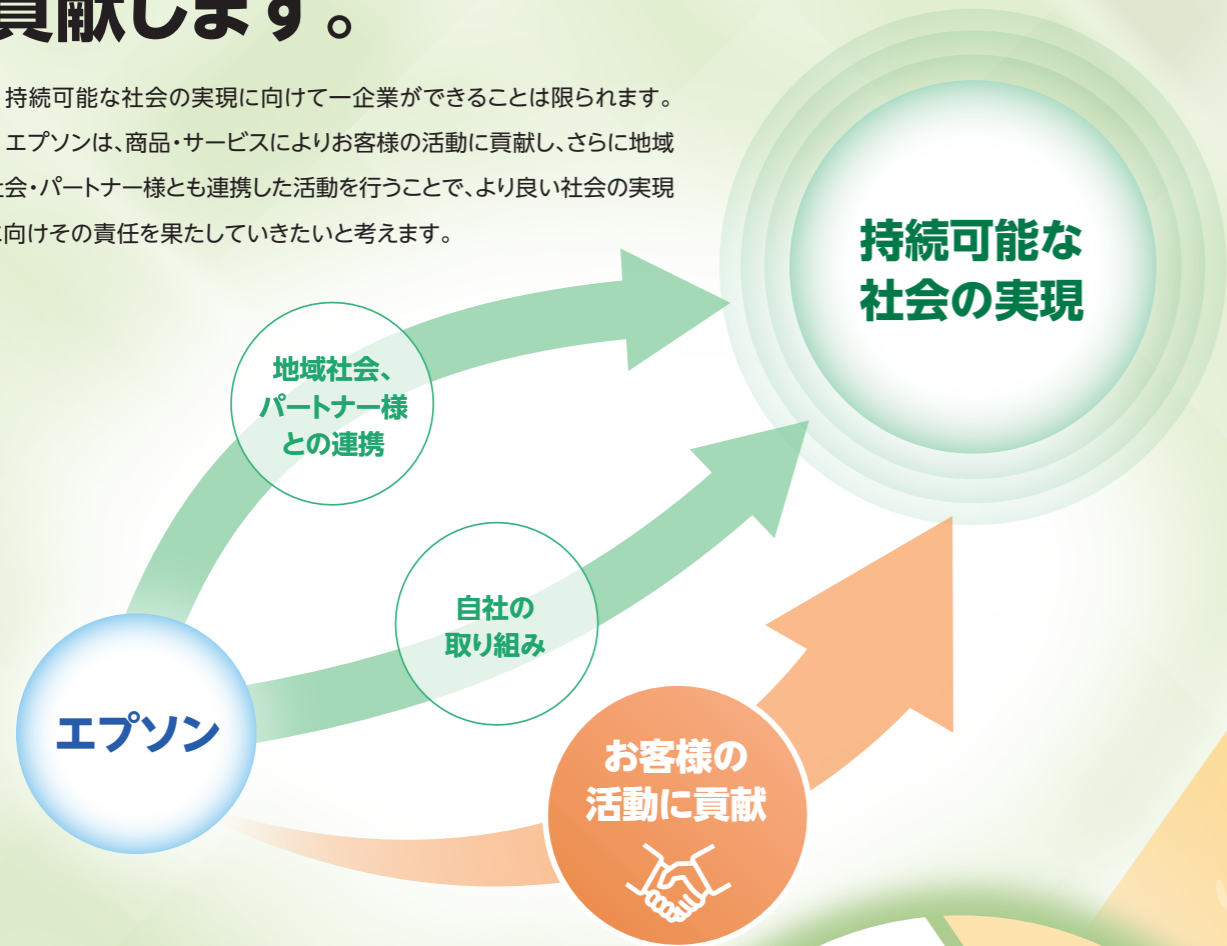 貢献します。
持続可能な社会の実現に向けて一企業ができることは限られます。
エプソンは、商品・サービスによりお客様の活動に貢献し、さらに地域
社会・パートナー様とも連携した活動を行うことで、より良い社会の実現
に向けその責任を果たしていきたいと考えます。
持続可能な
社会の実現
地域社会、
パートナー様
との連携
自社の
取り組み
エプソン
お客様の
活動に貢献